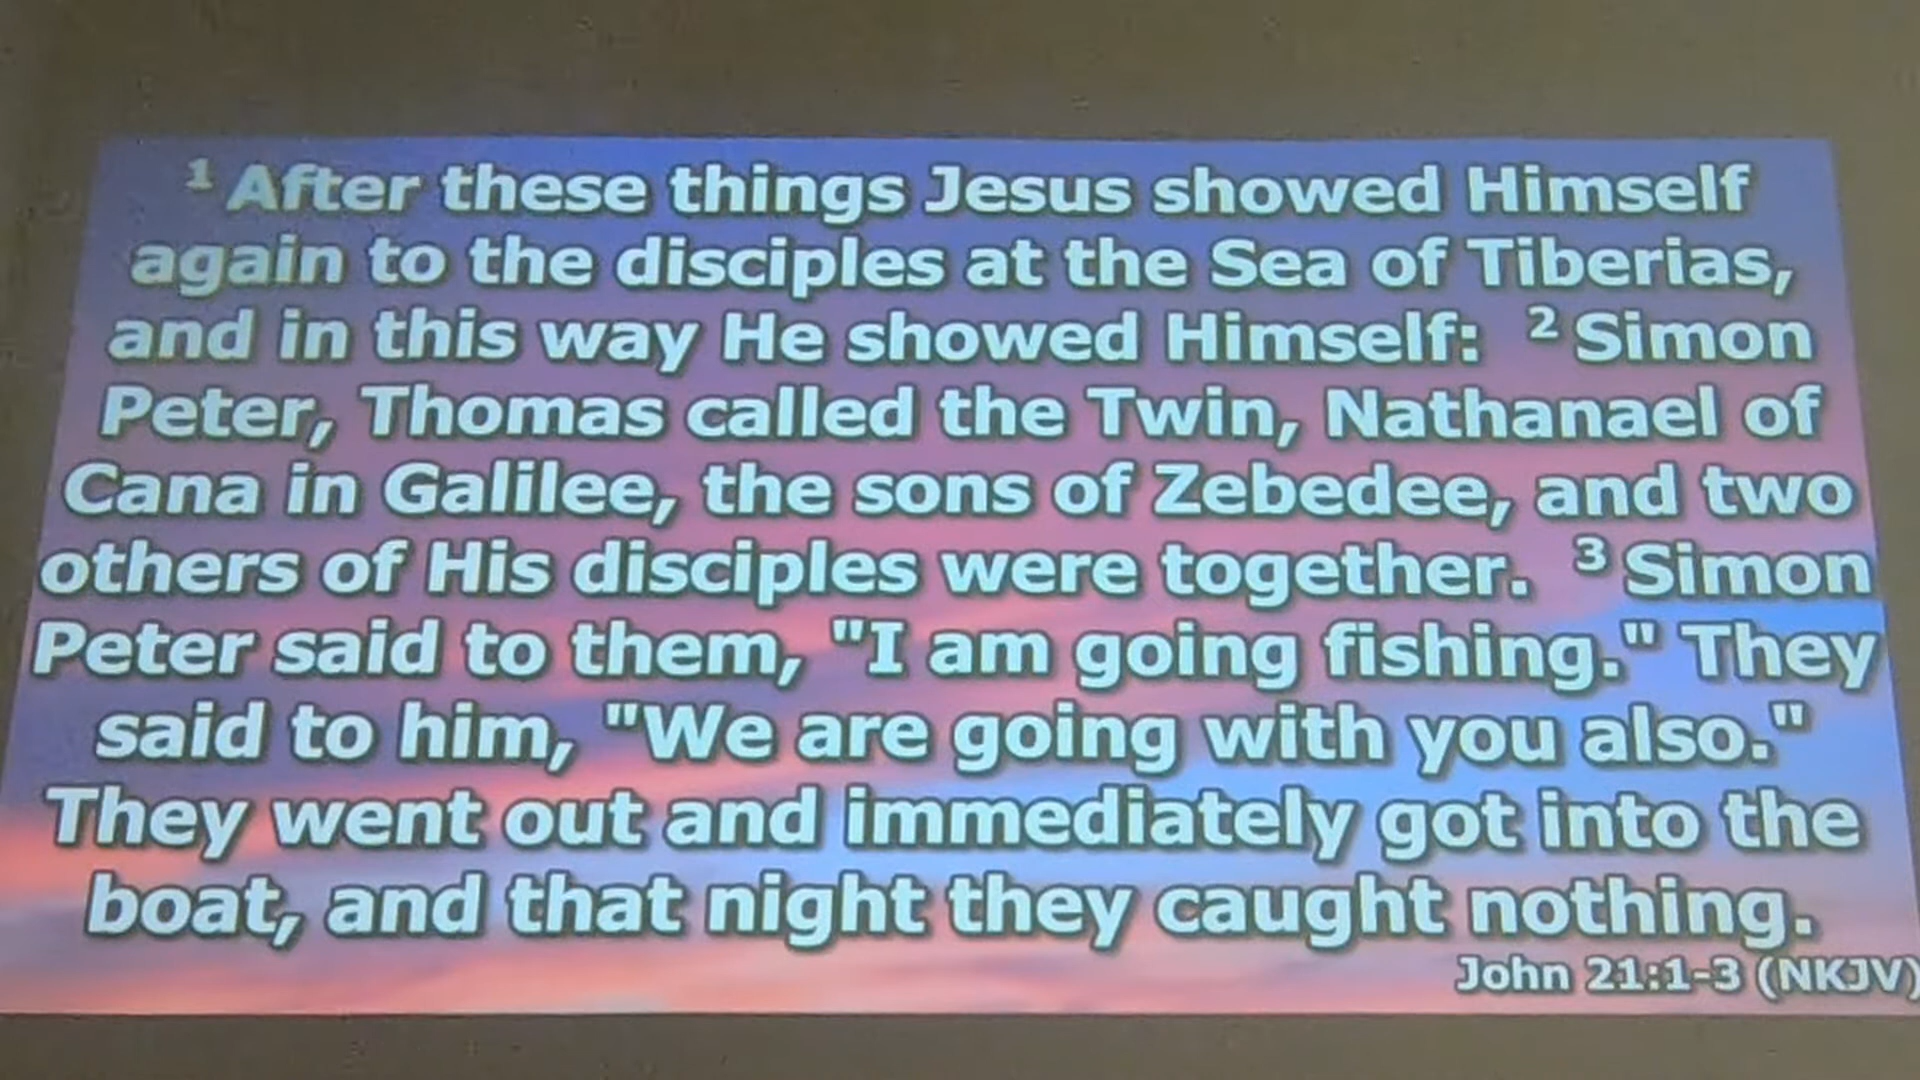 ¹ After these things Jesus showed Himself
again to the disciples at the Sea of Tiberias,
and in this way He showed Himself: ² Simon
Peter, Thomas called the Twin, Nathanael of
Cana in Galilee, the sons of Zebedee, and two
others of His disciples were together. ³ Simon
Peter said to them, "I am going fishing." They
said to him, "We are going with you also."
They went out and immediately got into the
boat, and that night they caught nothing.
John 21:1-3 (NKJV)